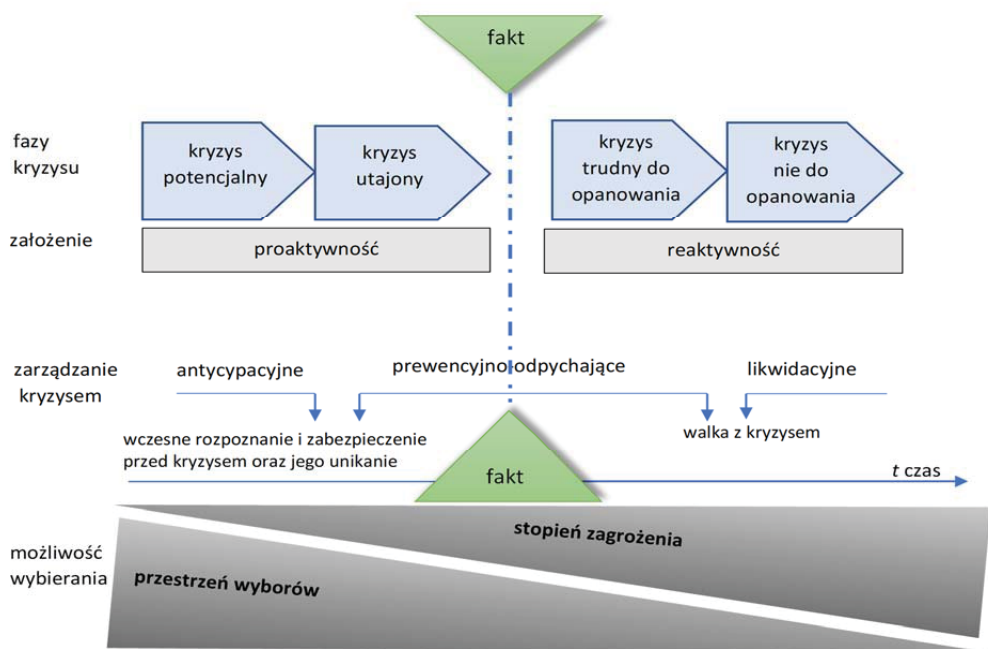 fakt
fazy
kryzysu
kryzys
potencjalny
kryzys
utajony
kryzys
trudny do
opanowania
kryzys
nie do
opanowania
założenie
proaktywność
reaktywność
zarządzanie
kryzysem
antycypacyjne
prewencyjno-odpychające
likwidacyjne
wczesne rozpoznanie i zabezpieczenie
przed kryzysem oraz jego unikanie
walka z kryzysem
fakt
t czas
możliwość
wybierania
stopień zagrożenia
przestrzeń wyborów